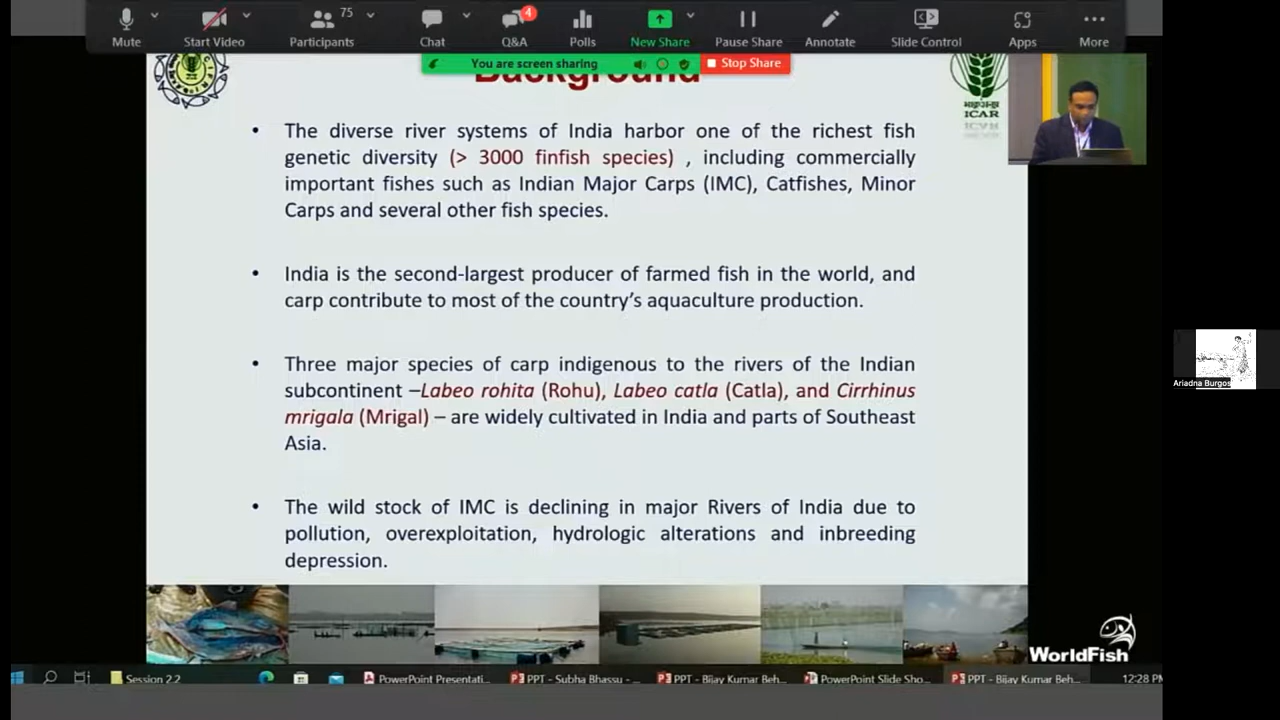 75
4
Mute
Start Video
Participants
Chat
Q&A
Polls
New Share
Pause Share
Annotate
Slide Control
Apps
More
You are screen sharing
Stop Share
Background
ICAR
• The diverse river systems of India harbor one of the richest fish
genetic diversity (> 3000 finfish species) , including commercially
important fishes such as Indian Major Carps (IMC), Catfishes, Minor
Carps and several other fish species.
• India is the second-largest producer of farmed fish in the world, and
carp contribute to most of the country's aquaculture production.
• Three major species of carp indigenous to the rivers of the Indian
subcontinent –Labeo rohita (Rohu), Labeo catla (Catla), and Cirrhinus
mrigala (Mrigal) – are widely cultivated in India and parts of Southeast
Asia.
Ariadna Burgos
• The wild stock of IMC is declining in major Rivers of India due to
pollution, overexploitation, hydrologic alterations and inbreeding
depression.
WorldFish
Session 2.2
PowerPoint Presentati...
PPT - Subha Bhassu - ...
PPT - Bijay Kumar Beh...
PowerPoint Slide Sho...
PPT - Bijay Kumar Beh...
12:28 PM